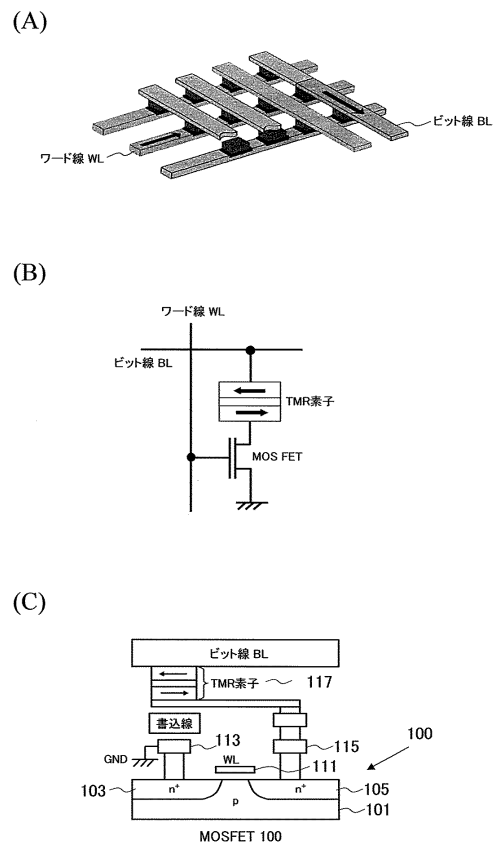 (A)
ビット線 BL
ワード線 WL
(B)
ワード線 WL
ビット線 BL
TMR素子
MOS FET
(C)
ビット線 BL
TMR素子 117
書込線
113
115
100
GND
WL
111
103
n+
n+
105
p
101
MOSFET 100